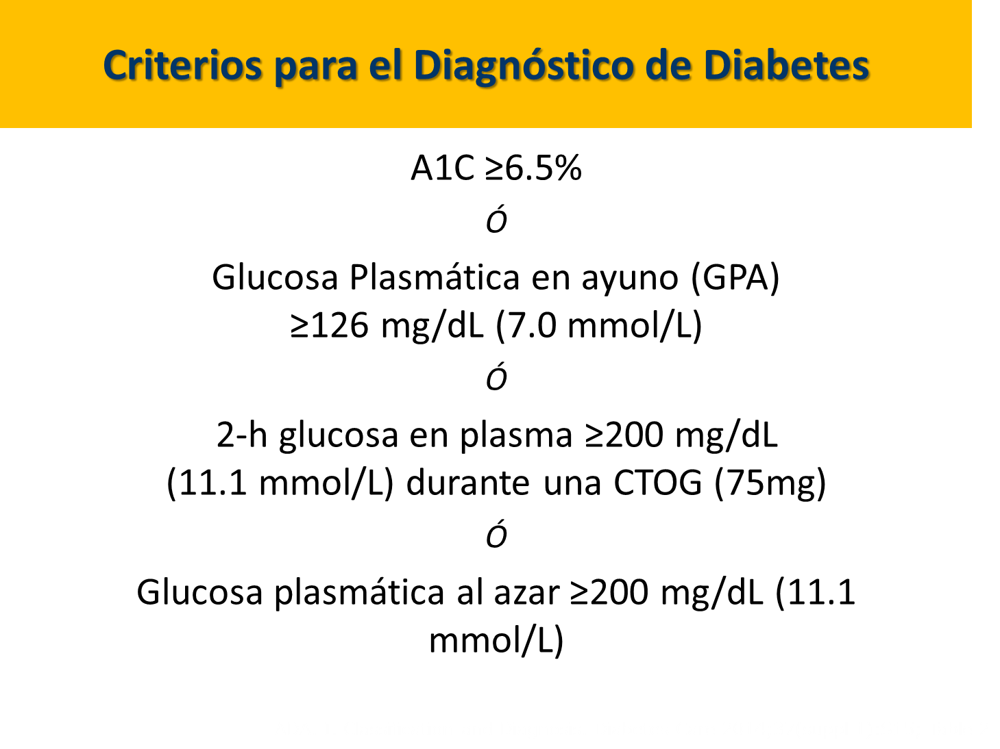 Criterios para el Diagnóstico de Diabetes
A1C ≥6.5%
Ó
Glucosa Plasmática en ayuno (GPA)
≥126 mg/dL (7.0 mmol/L)
Ó
2-h glucosa en plasma ≥200 mg/dL
(11.1 mmol/L) durante una CTOG (75mg)
Ó
Glucosa plasmática al azar ≥200 mg/dL (11.1
mmol/L)